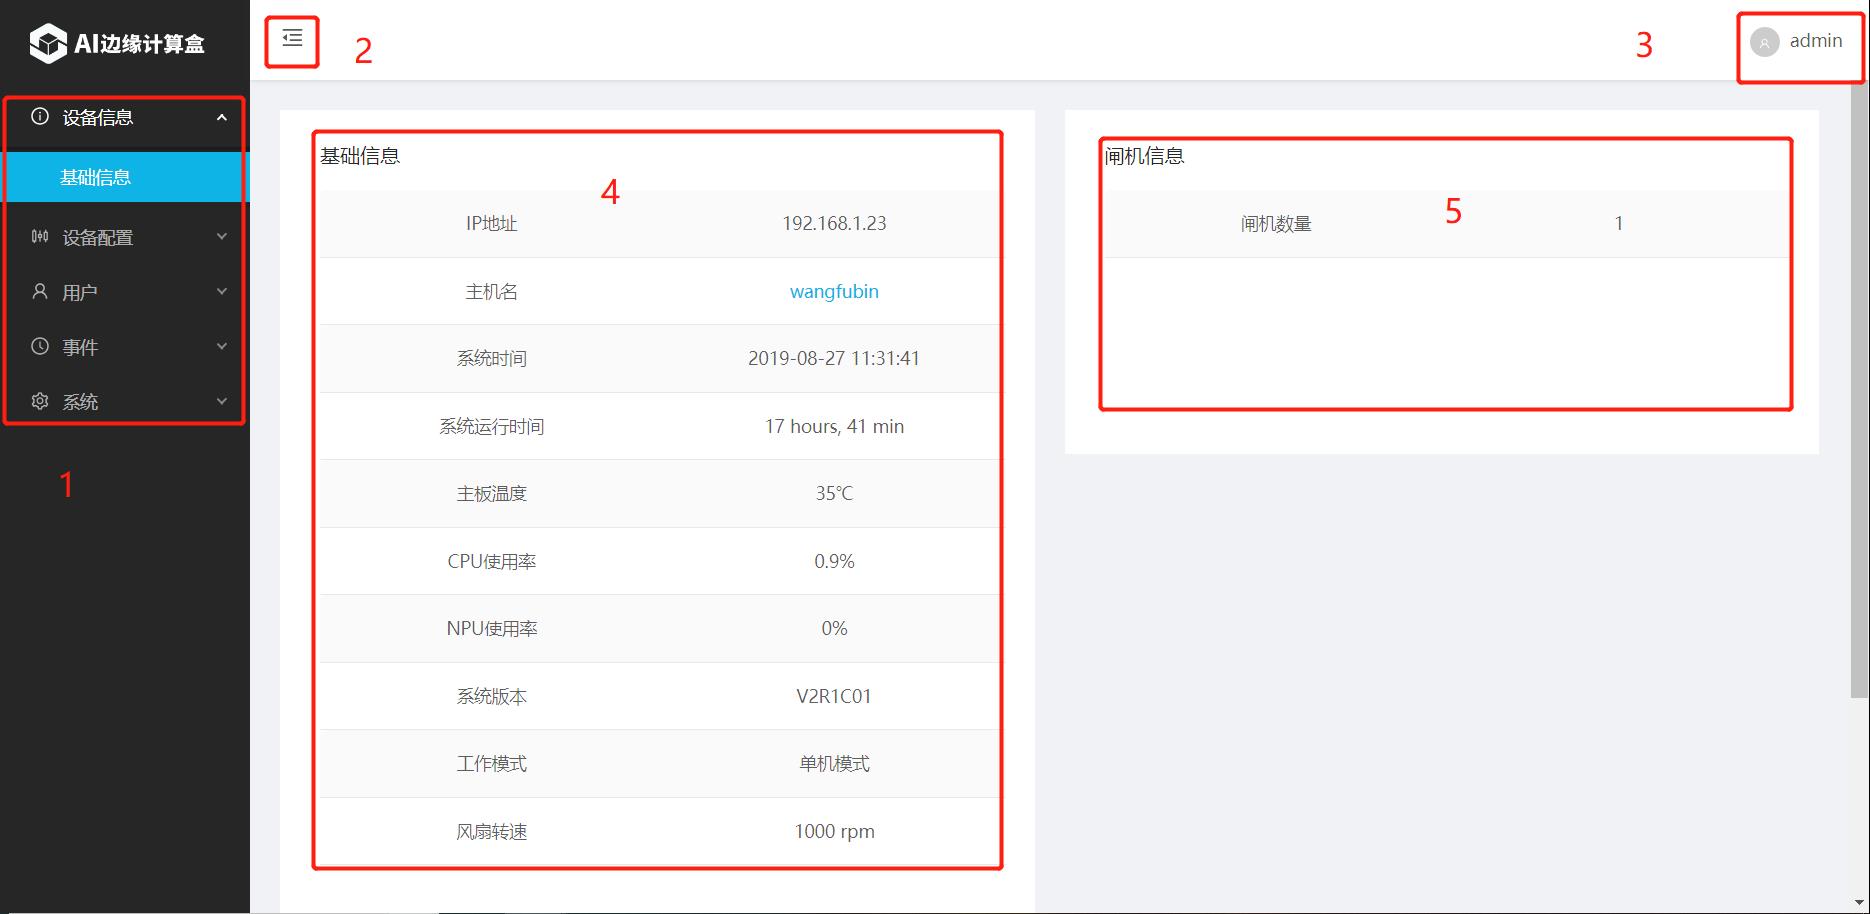 AI边缘计算盒
2
3
admin
设备信息
基础信息
设备配置
用户
事件
系统
1
基础信息
4
IP地址 192.168.1.23
主机名 wangfubin
系统时间 2019-08-27 11:31:41
系统运行时间 17 hours, 41 min
主板温度 35℃
CPU使用率 0.9%
NPU使用率 0%
系统版本 V2R1C01
工作模式 单机模式
风扇转速 1000 rpm
闸机信息
5
闸机数量 1